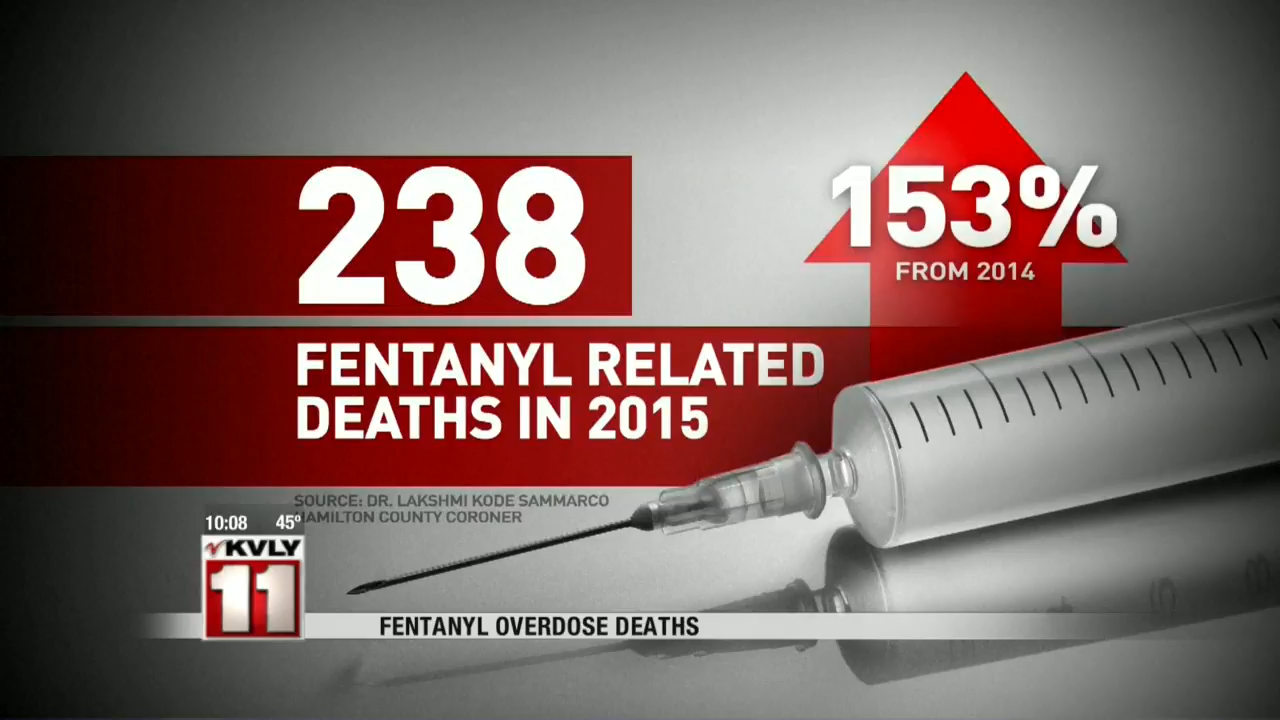 238
153%
FROM 2014
FENTANYL RELATED
DEATHS IN 2015
SOURCE: DR. LAKSHMI KODE SAMMARCO
HAMILTON COUNTY CORONER
10:08 45°
KVLY
11
FENTANYL OVERDOSE DEATHS